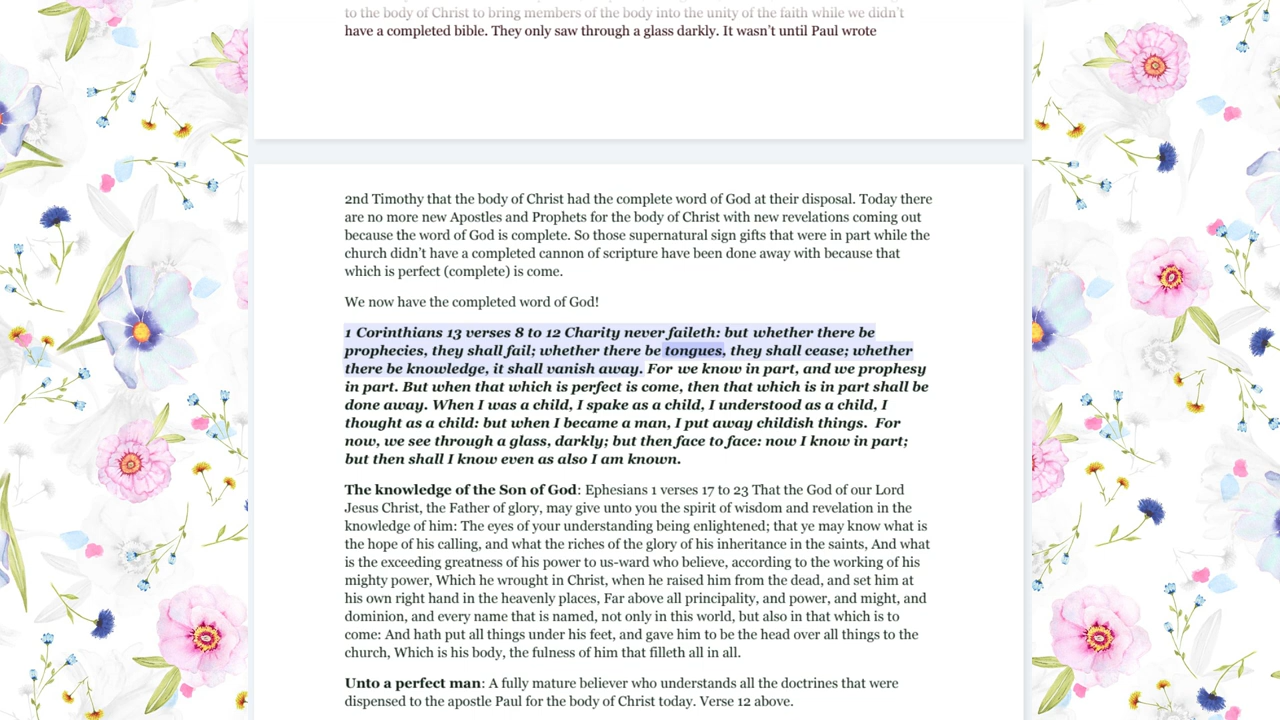 to the body of Christ to bring members of the body into the unity of the faith while we didn’t
have a completed bible. They only saw through a glass darkly. It wasn’t until Paul wrote
2nd Timothy that the body of Christ had the complete word of God at their disposal. Today there
are no more new Apostles and Prophets for the body of Christ with new revelations coming out
because the word of God is complete. So those supernatural sign gifts that were in part while the
church didn’t have a completed cannon of scripture have been done away with because that
which is perfect (complete) is come.
We now have the completed word of God!
1 Corinthians 13 verses 8 to 12 Charity never faileth: but whether there be
prophecies, they shall fail; whether there be tongues, they shall cease; whether
there be knowledge, it shall vanish away. For we know in part, and we prophesy
in part. But when that which is perfect is come, then that which is in part shall be
done away. When I was a child, I spake as a child, I understood as a child, I
thought as a child: but when I became a man, I put away childish things. For
now, we see through a glass, darkly; but then face to face: now I know in part;
but then shall I know even as also I am known.
The knowledge of the Son of God: Ephesians 1 verses 17 to 23 That the God of our Lord
Jesus Christ, the Father of glory, may give unto you the spirit of wisdom and revelation in the
knowledge of him: The eyes of your understanding being enlightened; that ye may know what is
the hope of his calling, and what the riches of the glory of his inheritance in the saints, And what
is the exceeding greatness of his power to us-ward who believe, according to the working of his
mighty power, Which he wrought in Christ, when he raised him from the dead, and set him at
his own right hand in the heavenly places, Far above all principality, and power, and might, and
dominion, and every name that is named, not only in this world, but also in that which is to
come: And hath put all things under his feet, and gave him to be the head over all things to the
church, Which is his body, the fulness of him that filleth all in all.
Unto a perfect man: A fully mature believer who understands all the doctrines that were
dispensed to the apostle Paul for the body of Christ today. Verse 12 above.